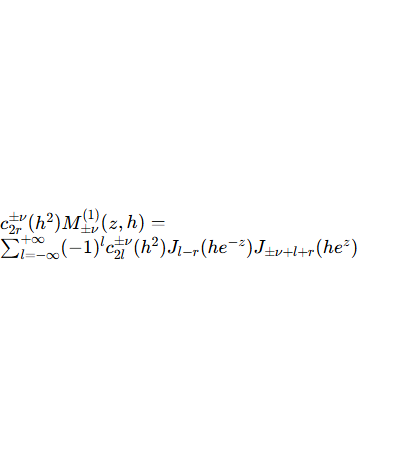 $c_{2r}^{\pm\nu}(h^2)M_{\pm\nu}^{(1)}(z,h)=$
$\sum_{l=-\infty}^{+\infty}(-1)^l c_{2l}^{\pm\nu}(h^2)J_{l-r}(he^{-z})J_{\pm\nu+l+r}(he^z)$